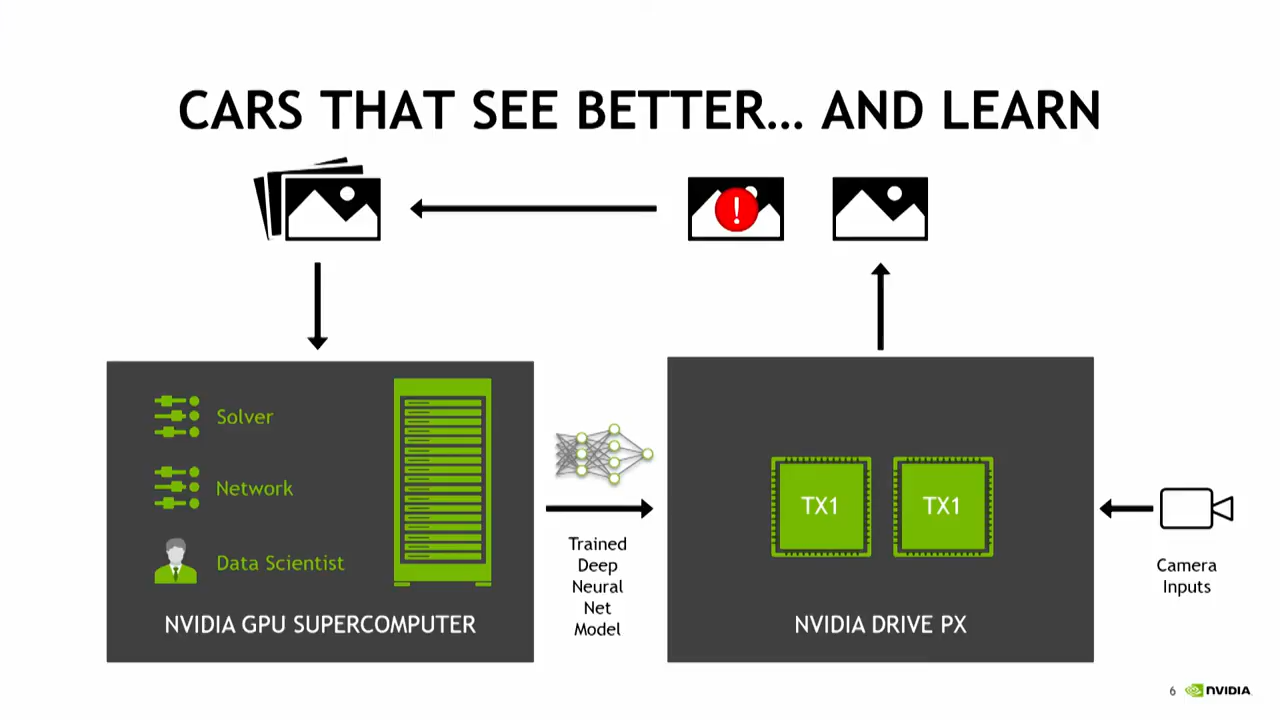 CARS THAT SEE BETTER... AND LEARN
Solver
Network
Data Scientist
NVIDIA GPU SUPERCOMPUTER
Trained
Deep
Neural
Net
Model
TX1
TX1
NVIDIA DRIVE PX
Camera
Inputs
6
NVIDIA